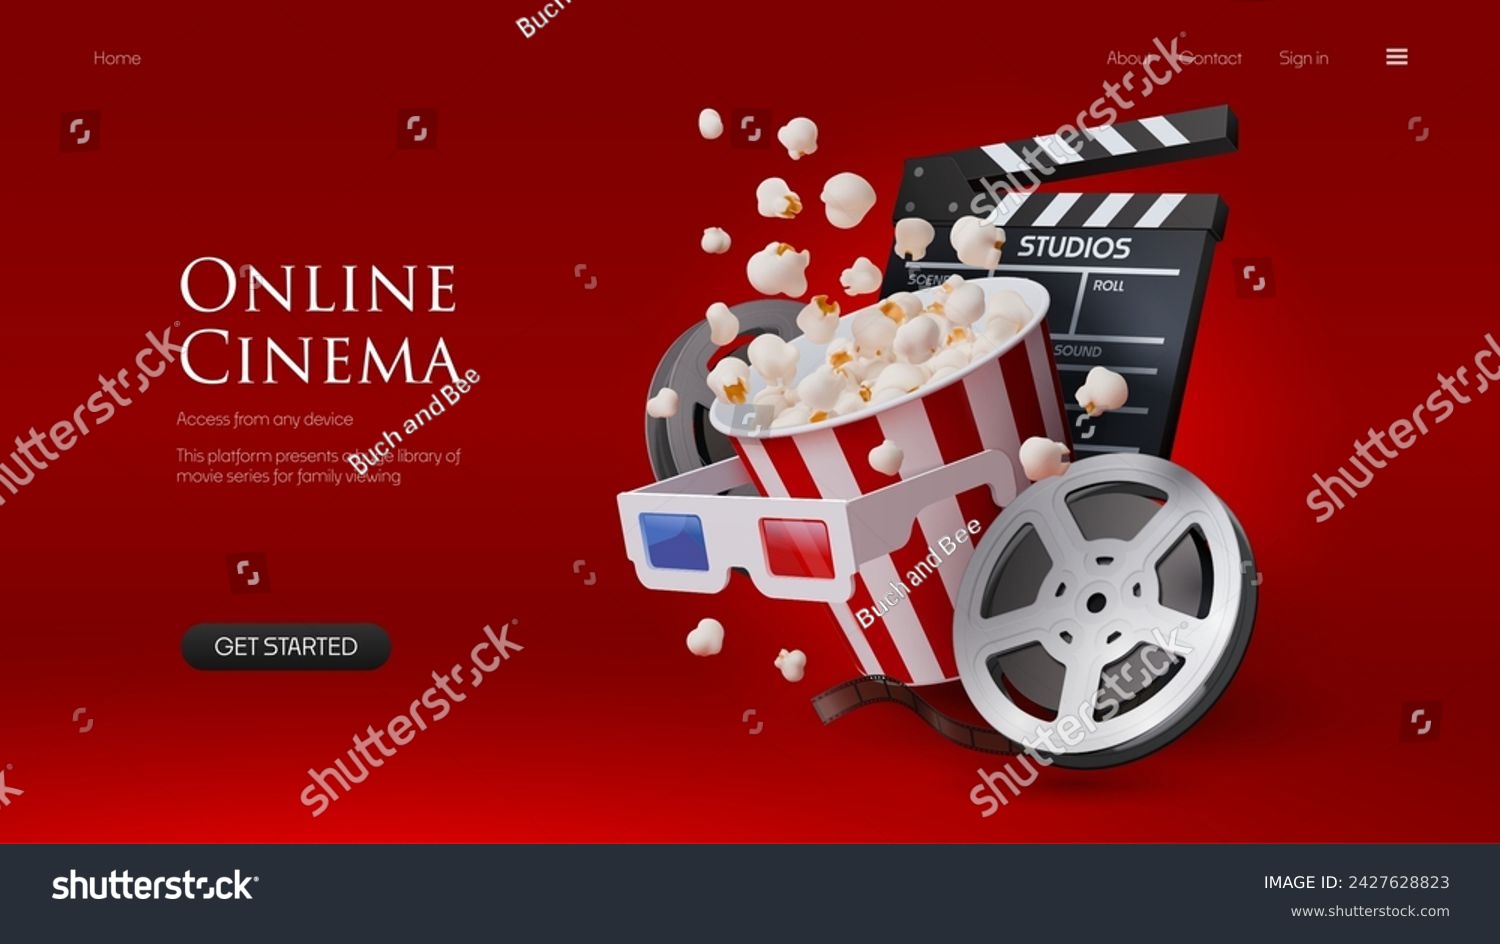 Buch and Bee
Home
About
Contact
Sign in
shutterstock
STUDIOS
SCENE
ROLL
SOUND
ONLINE
CINEMA
Buch and Bee
shutterstock
shutterstock
Access from any device
This platform presents a huge library of
movie series for family viewing
Buch and Bee
GET STARTED
shutterstock
shutterstock
shutterstock
IMAGE ID: 2427628823
www.shutterstock.com